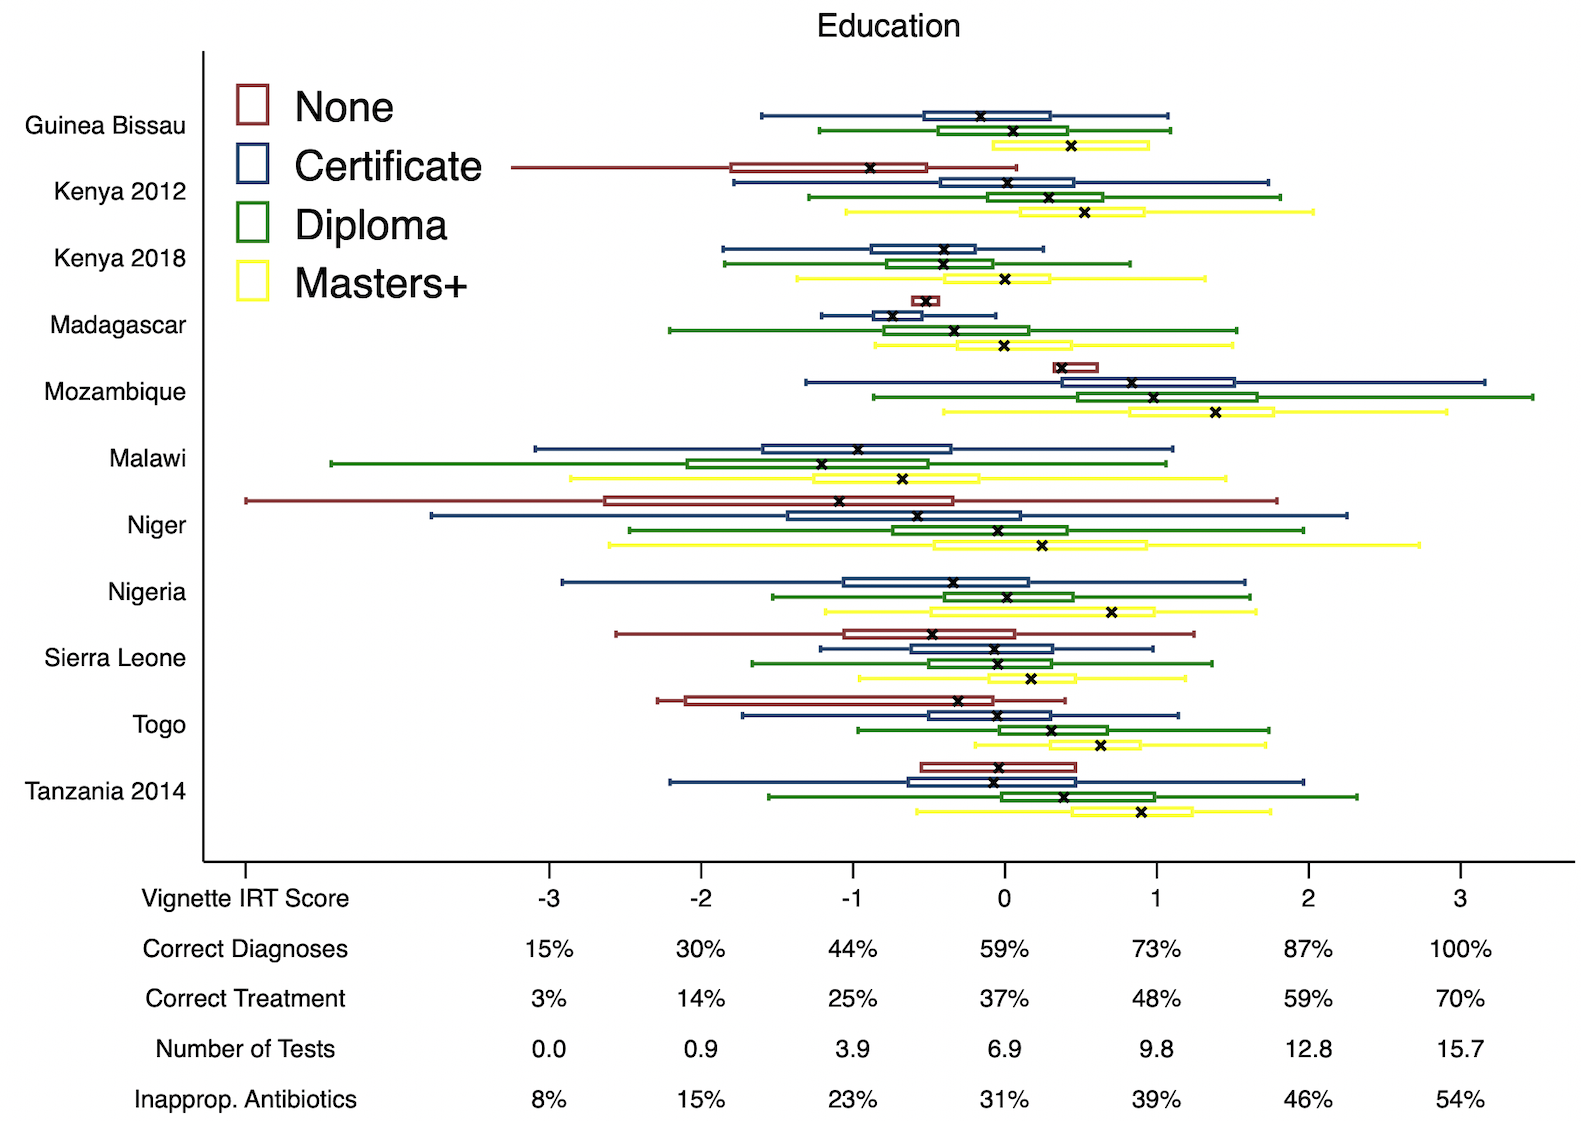 Education
None
Certificate
Diploma
Masters+
Guinea Bissau
Kenya 2012
Kenya 2018
Madagascar
Mozambique
Malawi
Niger
Nigeria
Sierra Leone
Togo
Tanzania 2014
Vignette IRT Score -3 -2 -1 0 1 2 3
Correct Diagnoses 15% 30% 44% 59% 73% 87% 100%
Correct Treatment 3% 14% 25% 37% 48% 59% 70%
Number of Tests 0.0 0.9 3.9 6.9 9.8 12.8 15.7
Inapprop. Antibiotics 8% 15% 23% 31% 39% 46% 54%